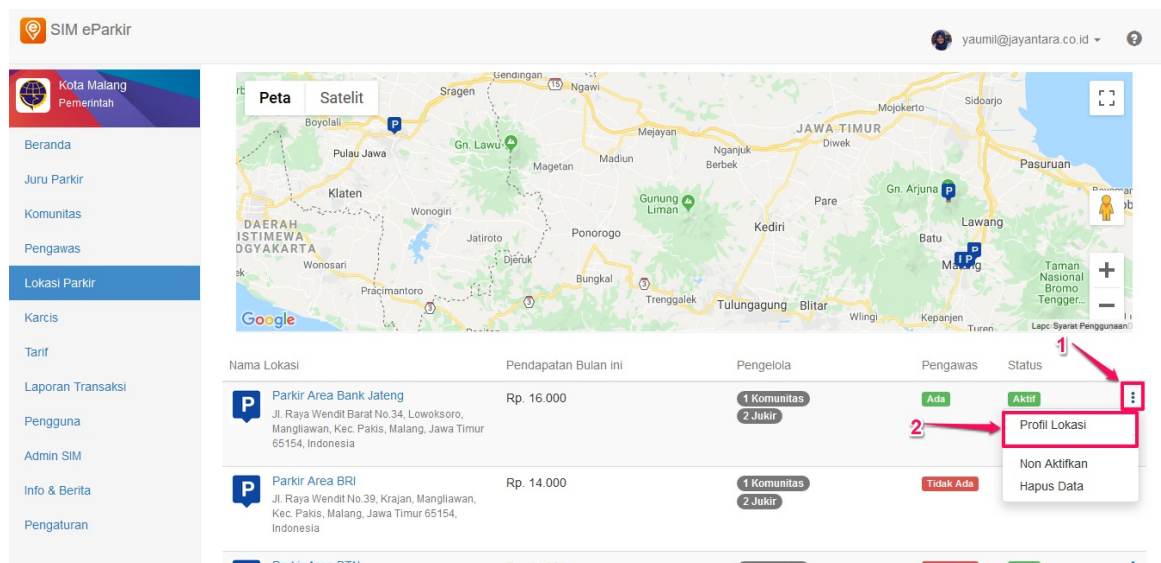 SIM eParkir
yaumil@jayantara.co.id
Kota Malang
Pemerintah
Beranda
Juru Parkir
Komunitas
Pengawas
Lokasi Parkir
Karcis
Tarif
Laporan Transaksi
Pengguna
Admin SIM
Info & Berita
Pengaturan
Peta Satelit
Gendingan
15
Ngawi
Sragen
Boyolali
P
Mojokerto
Sidoarjo
JAWA TIMUR
Mejayan
Diwek
Pulau Jawa
Gn. Lawu
Madiun
Magetan
Nganjuk
Berbek
Pasuruan
Klaten
Gunung
Liman
Gn. Arjuna
P
Pare
Wonogiri
DAERAH
ISTIMEWA
OGYAKARTA
Jatiroto
Ponorogo
Kediri
Lawang
Batu
P
P
Djeruk
Wonosari
Bungkal
3
Taman
Nasional
Bromo
Tengger...
Pracimantoro
3
3
Trenggalek
Tulungagung
Blitar
Wlingi
Kepanjen
Turen
Google
Syarat Penggunaan
1
Nama Lokasi Pendapatan Bulan ini Pengelola Pengawas Status
P
Parkir Area Bank Jateng
Jl. Raya Wendit Barat No.34, Lowoksoro,
Mangliawan, Kec. Pakis, Malang, Jawa Timur
65154, Indonesia
Rp. 16.000
1 Komunitas
2 Jukir
Ada
Aktif
2
Profil Lokasi
Non Aktifkan
Hapus Data
P
Parkir Area BRI
Jl. Raya Wendit No.39, Krajan, Mangliawan,
Kec. Pakis, Malang, Jawa Timur 65154,
Indonesia
Rp. 14.000
1 Komunitas
2 Jukir
Tidak Ada